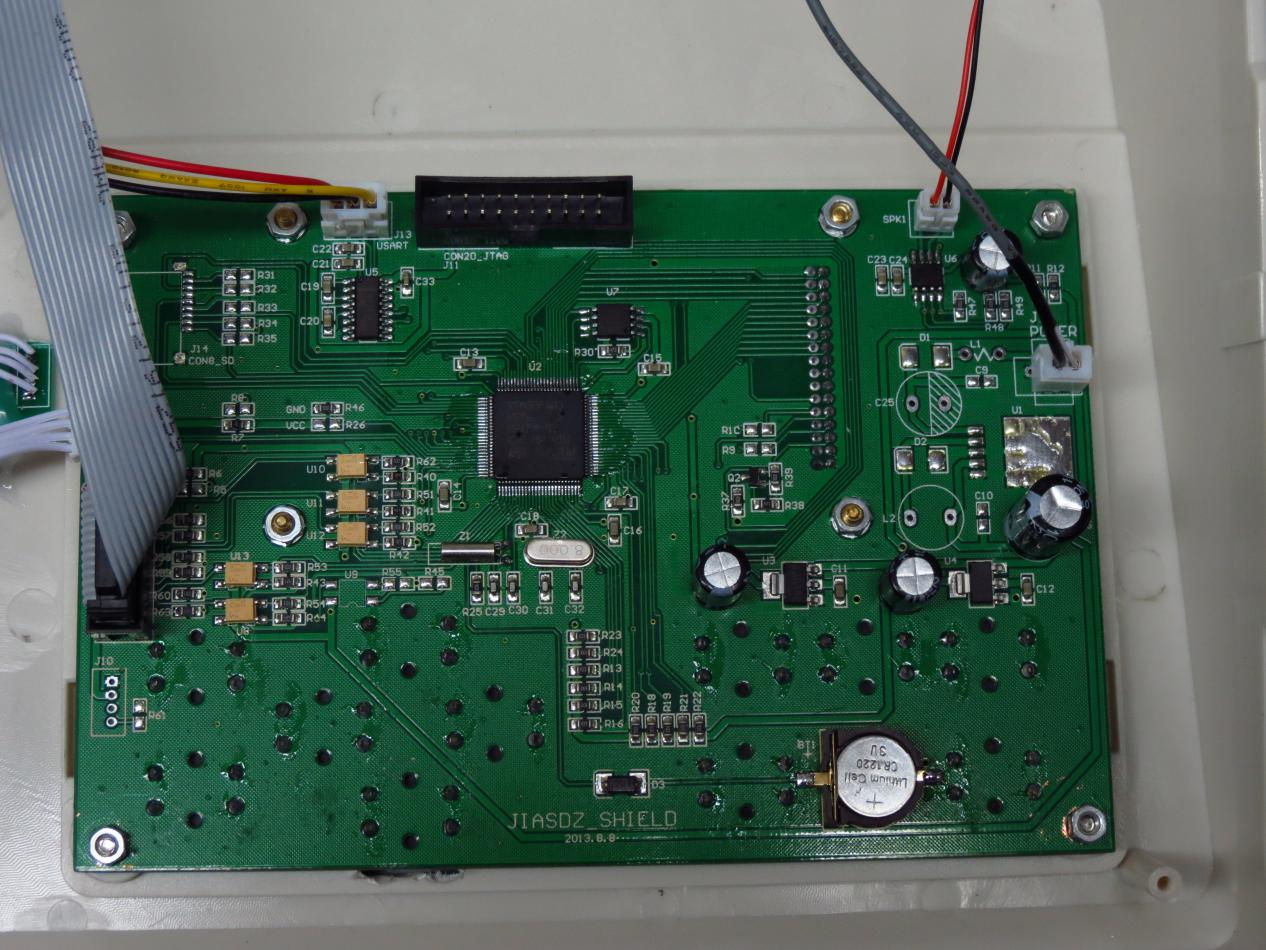 J13
USART
CON20_JTAG
J11
SPK1
C22
C21
U5
C19
C33
C20
R31
R32
R33
R34
R35
J14
CON8_SD
U7
R30
C15
C13
U2
C23
C24
U6
R12
R47
R48
R49
POWER
D1
L1
C9
C25
U1
D2
R8
R7
GND
VCC
R46
R26
R9
Q2
R39
R37
R38
L2
C10
R6
U10
R62
R40
U11
R51
R41
U12
R52
R42
C14
C17
C16
C18
8.000
Z1
U13
R53
R43
U9
R55
R45
R54
R64
R60
R63
R25
C29
C30
C31
C32
U3
C11
U4
C12
J10
R61
R23
R24
R13
R14
R15
R16
R20
R18
R19
R21
R22
BT1
+
Lithium Cell
CR1220
3V
+
D3
JIASDZ_SHIELD
2013.8.8